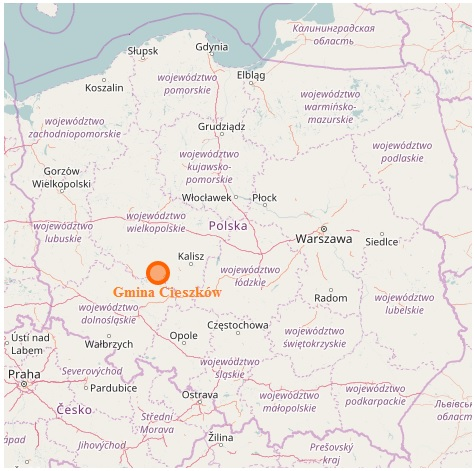 Gdynia
Калининградская
область
Słupsk
Elbląg
Koszalin
województwo
pomorskie
województwo
warmińsko-
mazurskie
województwo
zachodniopomorskie
Grudziądz
województwo
podlaskie
województwo
kujawsko-
pomorskie
Gorzów
Wielkopolski
Włocławek
Płock
województwo
wielkopolskie
Polska
województwo
lubuskie
Warszawa
Siedlce
Kalisz
województwo
łódzkie
Gmina Cieszków
Radom
województwo
lubelskie
województwo
dolnośląskie
Częstochowa
Opole
województwo
świętokrzyskie
Ústí nad
Labem
Wałbrzych
województwo
śląskie
Praha
Severovýchod
Pardubice
Ostrava
województwo
małopolskie
województwo
podkarpackie
Česko
Střední
Morava
Львівськ
област
Žilina
Jihovýchod
Prešovský
kraj
ápad